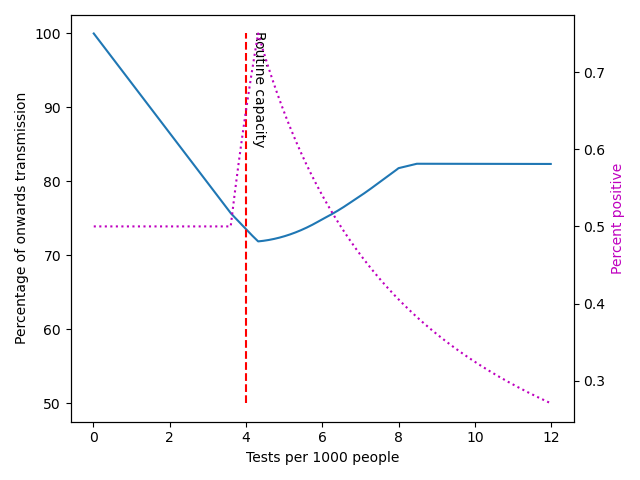 100
90
80
70
60
50
Percentage of onwards transmission
Routine capacity
0.7
0.6
0.5
0.4
0.3
Percent positive
0 2 4 6 8 10 12
Tests per 1000 people